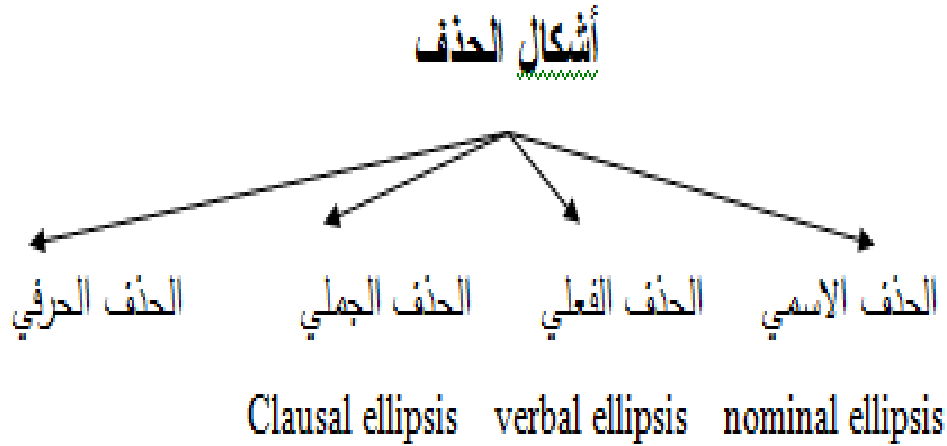 أشكال الحذف
الحذف الاسمي الحذف الفعلي الحذف الجملي الحذف الحرفي
Clausal ellipsis verbal ellipsis nominal ellipsis